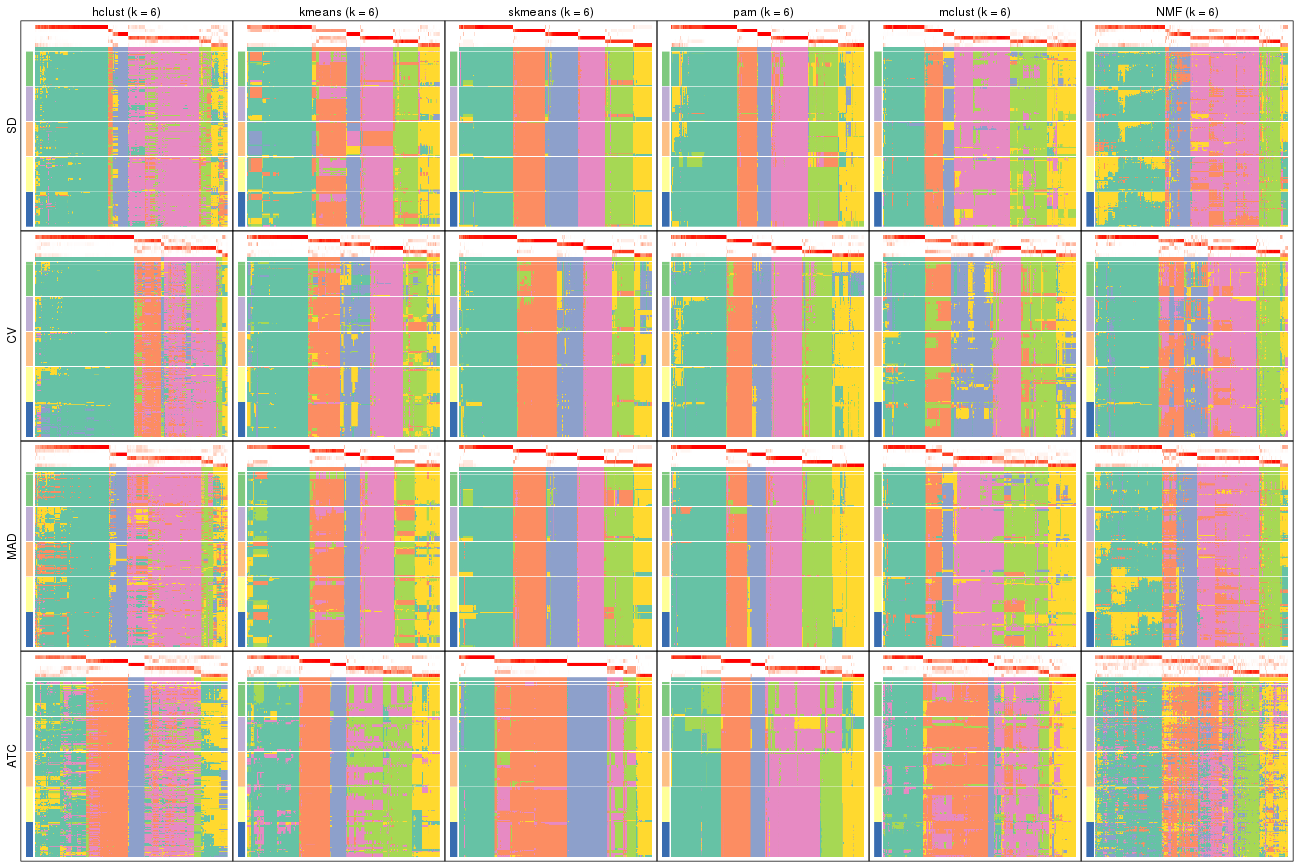 hclust (k = 6) kmeans (k = 6) skmeans (k = 6) pam (k = 6) mclust (k = 6) NMF (k = 6)
SD
CV
MAD
ATC